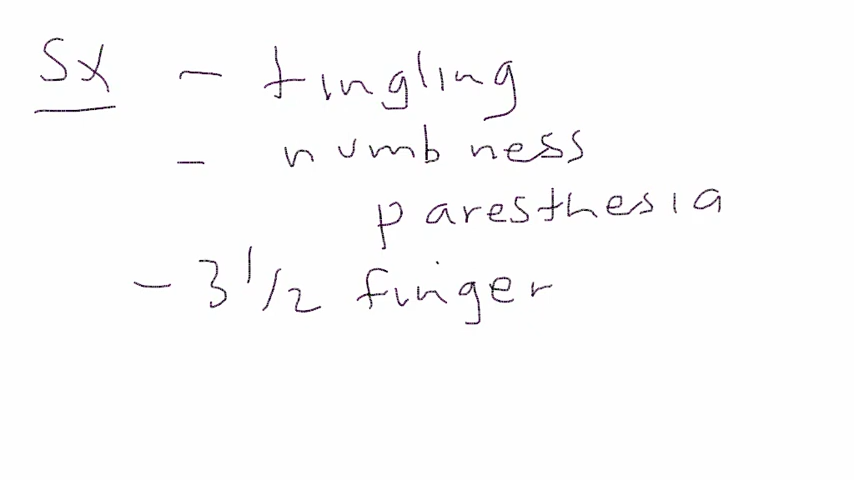 Sx - tingling
- numbness
paresthesia
- 3 1/2 finger